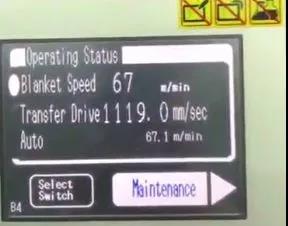 Operating Status
Blanket Speed 67 m/min
Transfer Drive 1119.0 mm/sec
Auto 67.1 m/min
Select
Switch
Maintenance
B4